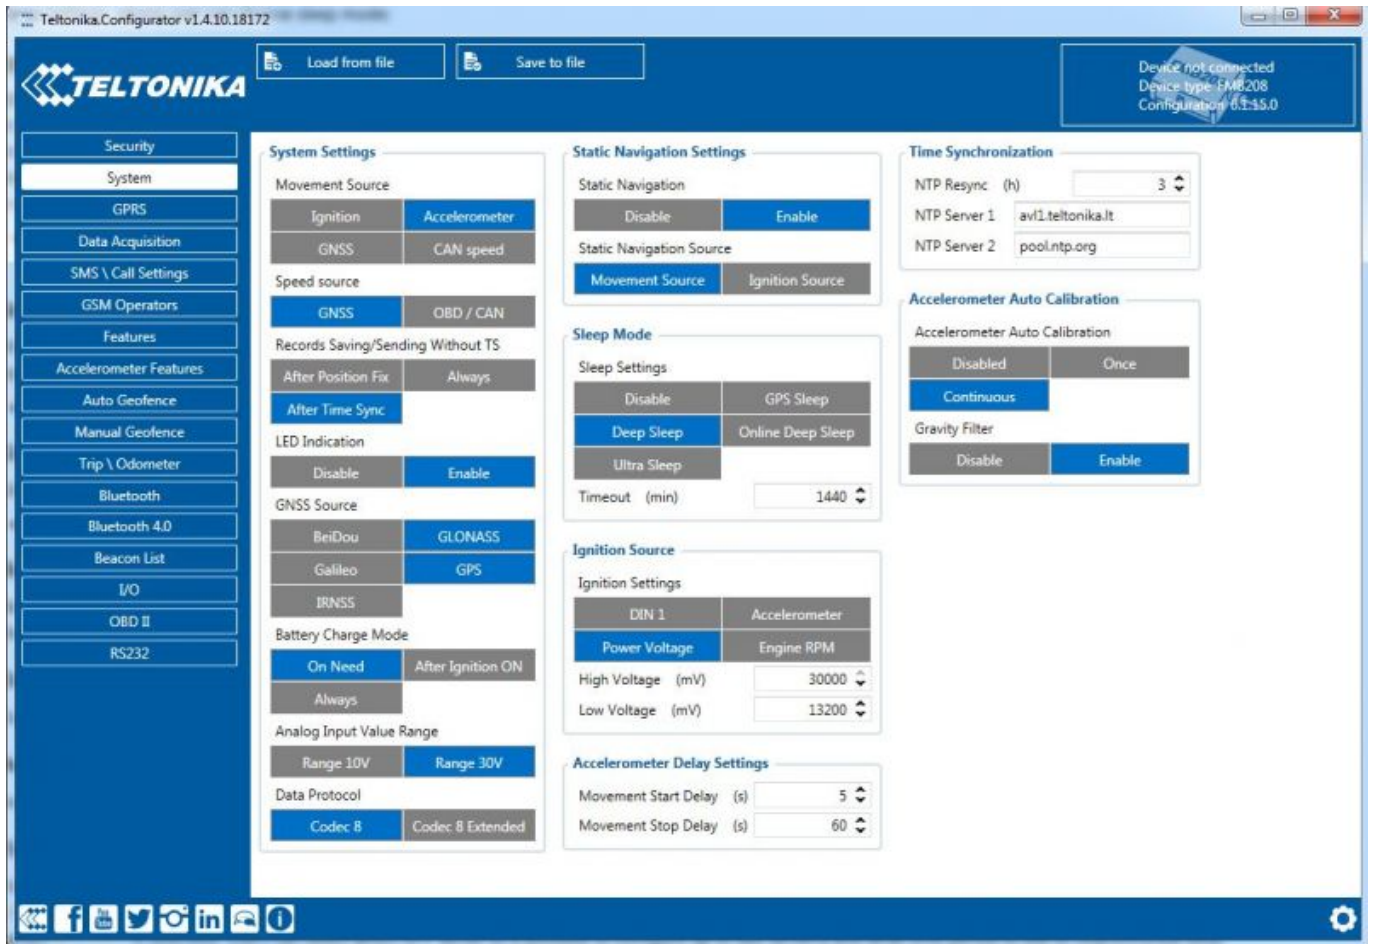 Teltonika.Configurator v1.4.10.18172
Load from file
Save to file
TELTONIKA
Device not connected
Device type FMB208
Configuration 6.1.15.0
Security
System
GPRS
Data Acquisition
SMS \ Call Settings
GSM Operators
Features
Accelerometer Features
Auto Geofence
Manual Geofence
Trip \ Odometer
Bluetooth
Bluetooth 4.0
Beacon List
I/O
OBD II
RS232
System Settings
Movement Source
Ignition Accelerometer
GNSS CAN speed
Speed source
GNSS OBD / CAN
Records Saving/Sending Without TS
After Position Fix Always
After Time Sync
LED Indication
Disable Enable
GNSS Source
BeiDou GLONASS
Galileo GPS
IRNSS
Battery Charge Mode
On Need After Ignition ON
Always
Analog Input Value Range
Range 10V Range 30V
Data Protocol
Codec 8 Codec 8 Extended
Static Navigation Settings
Static Navigation
Disable Enable
Static Navigation Source
Movement Source Ignition Source
Sleep Mode
Sleep Settings
Disable GPS Sleep
Deep Sleep Online Deep Sleep
Ultra Sleep
Timeout (min) 1440
Ignition Source
Ignition Settings
DIN 1 Accelerometer
Power Voltage Engine RPM
High Voltage (mV) 30000
Low Voltage (mV) 13200
Accelerometer Delay Settings
Movement Start Delay (s) 5
Movement Stop Delay (s) 60
Time Synchronization
NTP Resync (h) 3
NTP Server 1 avl1.teltonika.lt
NTP Server 2 pool.ntp.org
Accelerometer Auto Calibration
Accelerometer Auto Calibration
Disabled Once
Continuous
Gravity Filter
Disable Enable